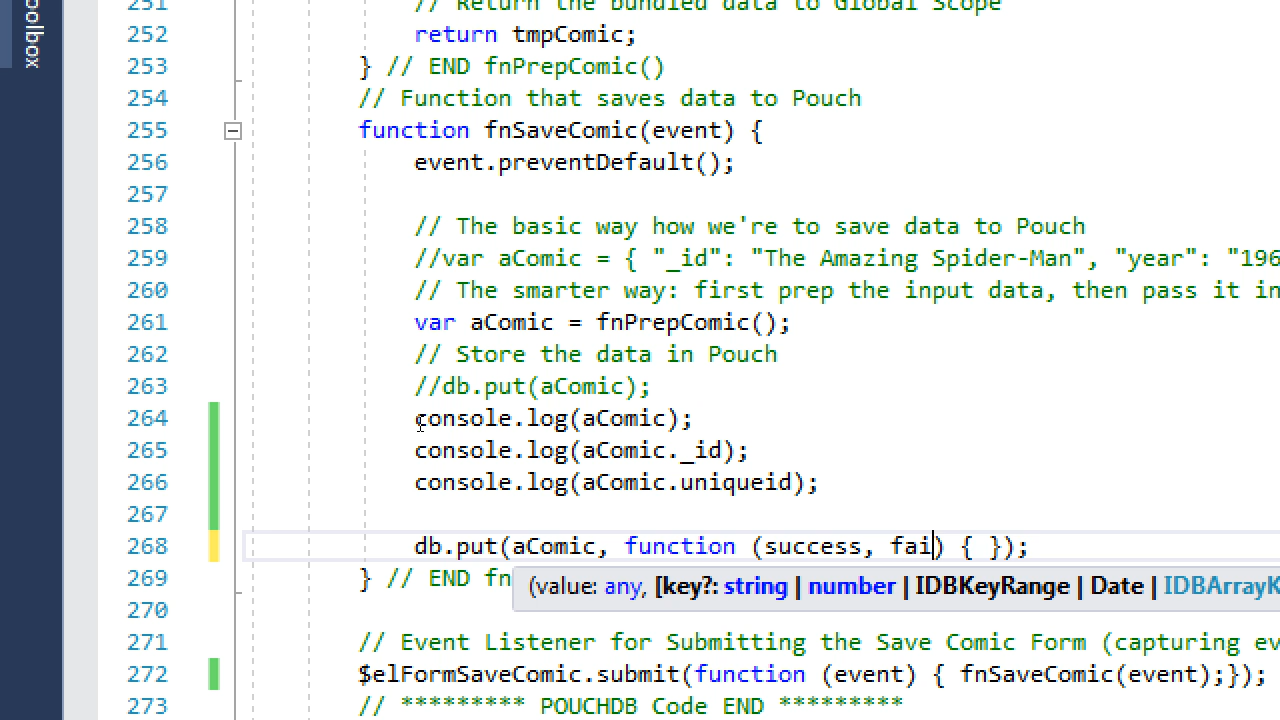 251 // Return the bundled data to Global Scope
oolbox
252 return tmpComic;
253 } // END fnPrepComic()
254 // Function that saves data to Pouch
255 function fnSaveComic(event) {
256 event.preventDefault();
257
258 // The basic way how we're to save data to Pouch
259 //var aComic = { "_id": "The Amazing Spider-Man", "year": "196
260 // The smarter way: first prep the input data, then pass it in
261 var aComic = fnPrepComic();
262 // Store the data in Pouch
263 //db.put(aComic);
264 console.log(aComic);
265 console.log(aComic._id);
266 console.log(aComic.uniqueid);
267
268 db.put(aComic, function (success, fai) { });
269 } // END fn
(value: any, [key?: string | number | IDBKeyRange | Date | IDBArrayK
270
271 // Event Listener for Submitting the Save Comic Form (capturing ev
272 $elFormSaveComic.submit(function (event) { fnSaveComic(event);});
273 // ********* POUCHDB Code END *********